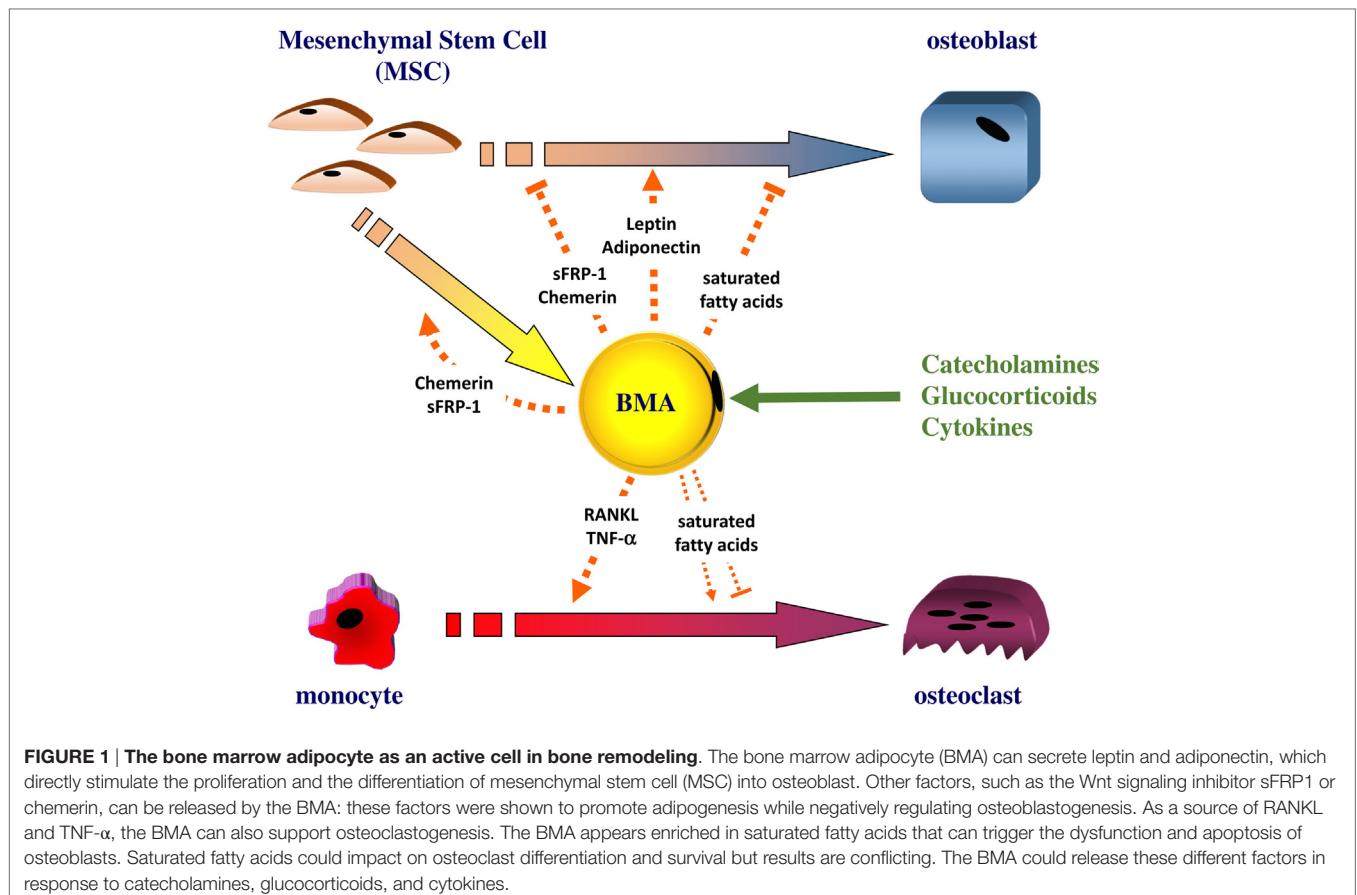 Mesenchymal Stem Cell
(MSC)
osteoblast
Leptin
Adiponectin
sFRP-1
Chemerin
saturated
fatty acids
Chemerin
sFRP-1
BMA
Catecholamines
Glucocorticoids
Cytokines
RANKL
TNF-α
saturated
fatty acids
monocyte
osteoclast
FIGURE 1 | The bone marrow adipocyte as an active cell in bone remodeling. The bone marrow adipocyte (BMA) can secrete leptin and adiponectin, which
directly stimulate the proliferation and the differentiation of mesenchymal stem cell (MSC) into osteoblast. Other factors, such as the Wnt signaling inhibitor sFRP1 or
chemerin, can be released by the BMA: these factors were shown to promote adipogenesis while negatively regulating osteoblastogenesis. As a source of RANKL
and TNF-α, the BMA can also support osteoclastogenesis. The BMA appears enriched in saturated fatty acids that can trigger the dysfunction and apoptosis of
osteoblasts. Saturated fatty acids could impact on osteoclast differentiation and survival but results are conflicting. The BMA could release these different factors in
response to catecholamines, glucocorticoids, and cytokines.